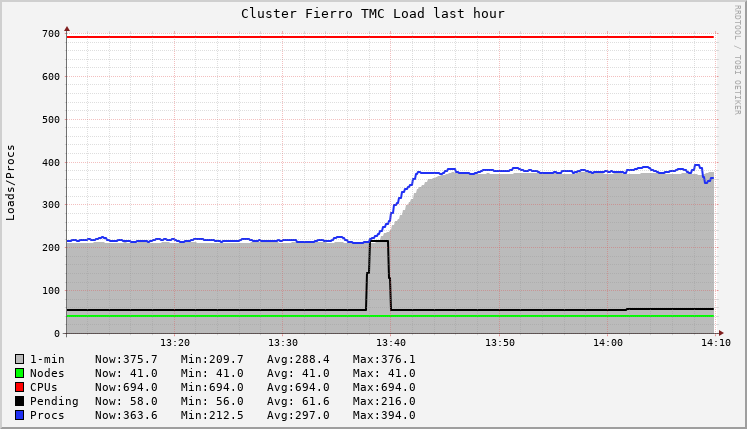 Cluster Fierro TMC Load last hour
RRDTOOL / TOBI OETIKER
Loads/Procs
700
600
500
400
300
200
100
0
13:20 13:30 13:40 13:50 14:00 14:10
1-min Now:375.7 Min:209.7 Avg:288.4 Max:376.1
Nodes Now: 41.0 Min: 41.0 Avg: 41.0 Max: 41.0
CPUs Now:694.0 Min:694.0 Avg:694.0 Max:694.0
Pending Now: 58.0 Min: 56.0 Avg: 61.6 Max:216.0
Procs Now:363.6 Min:212.5 Avg:297.0 Max:394.0